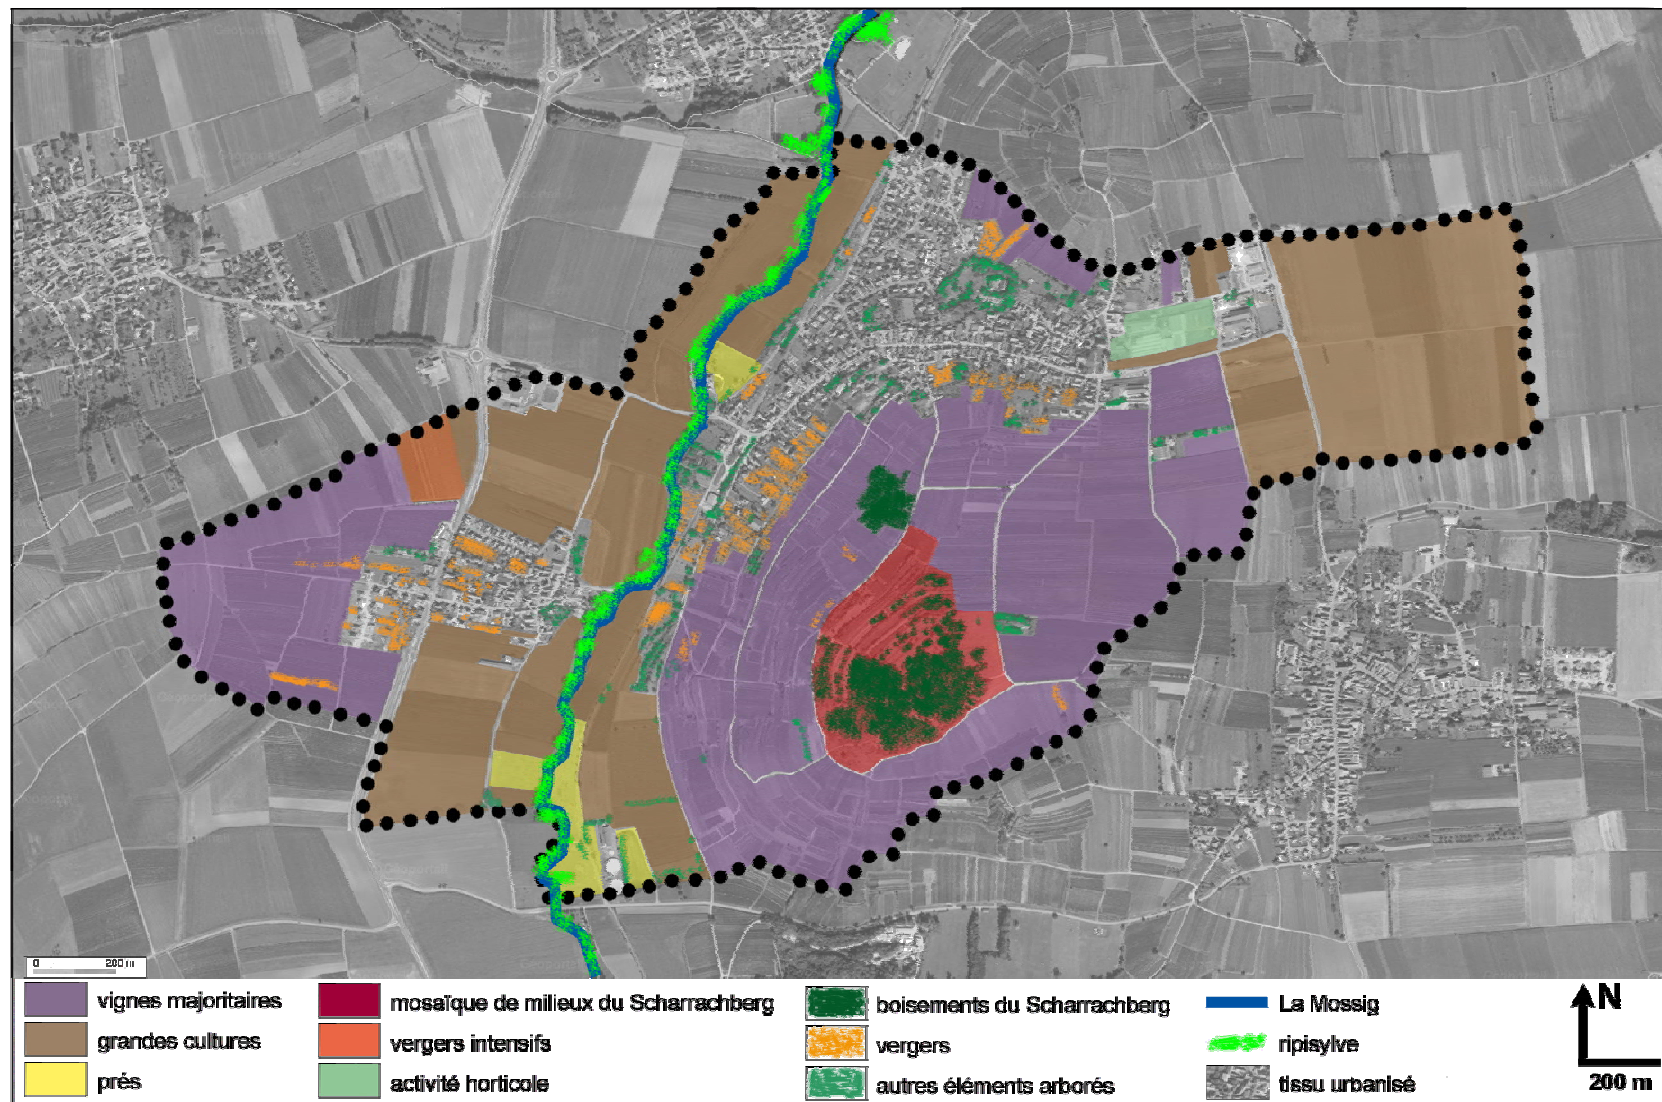 0 200 m
vignes majoritaires
grandes cultures
prés
mosaïque de milieux du Scharrachberg
vergers intensifs
activité horticole
boisements du Scharrachberg
vergers
autres éléments arborés
La Mossig
ripisylve
tissu urbanisé
N
200 m